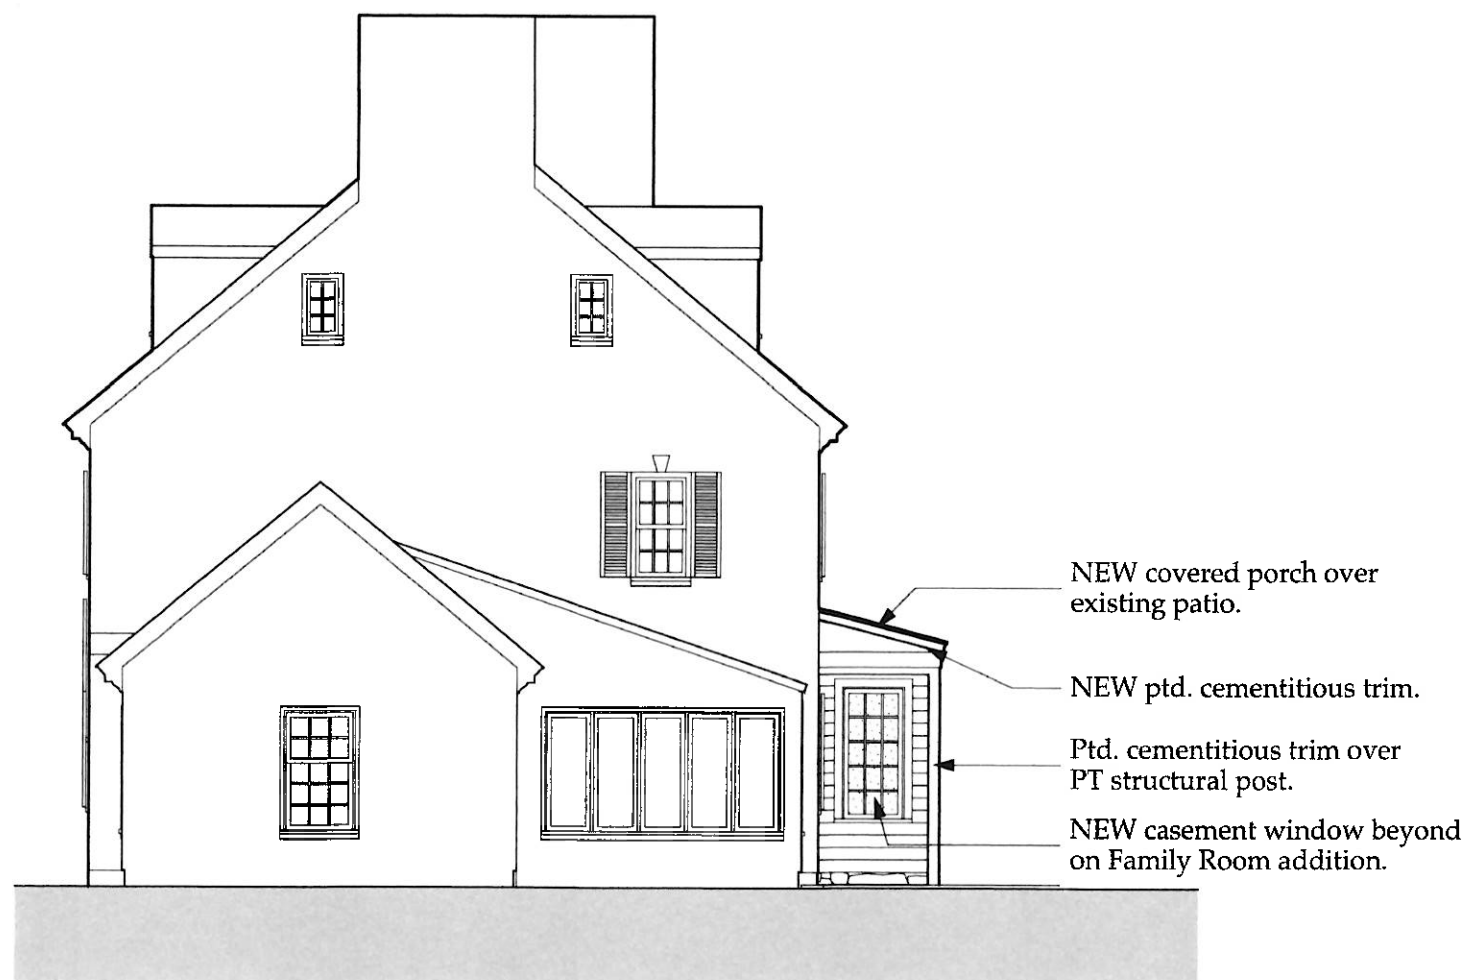 NEW covered porch over
existing patio.
NEW ptd. cementitious trim.
Ptd. cementitious trim over
PT structural post.
NEW casement window beyond
on Family Room addition.